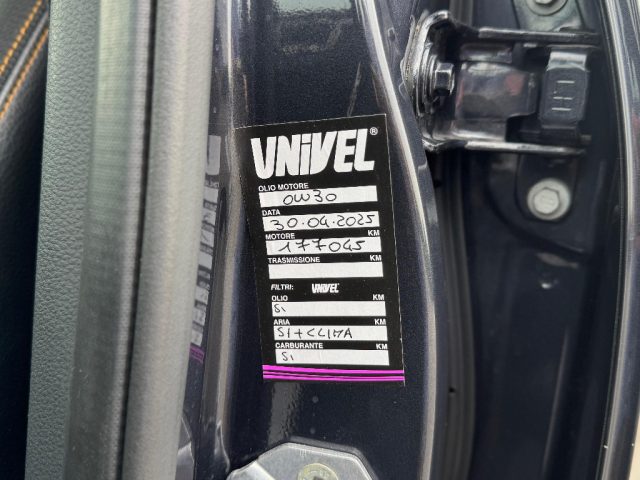 UNIVEL®
OLIO MOTORE
0W30
DATA
30.04.2025
MOTORE KM
177045
TRASMISSIONE KM
FILTRI: UNIVEL
OLIO KM
SI
ARIA KM
SI+CLIMA
CARBURANTE KM
SI